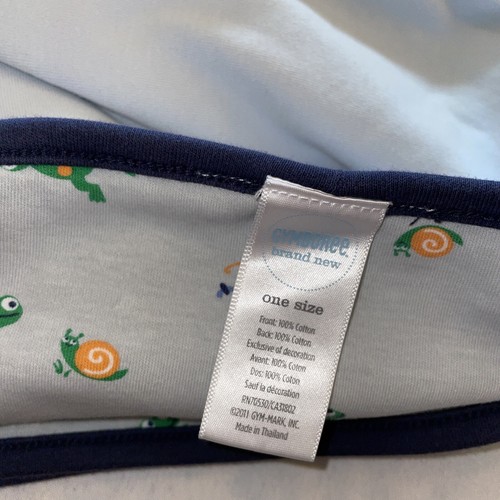 GYMBOREE
brand new
one size
Front: 100% Cotton
Back: 100% Cotton
Exclusive of decoration
Avant: 100% Coton
Dos: 100% Coton
Sauf la décoration
RN70530/CA31802
©2011 GYM-MARK, INC.
Made in Thailand